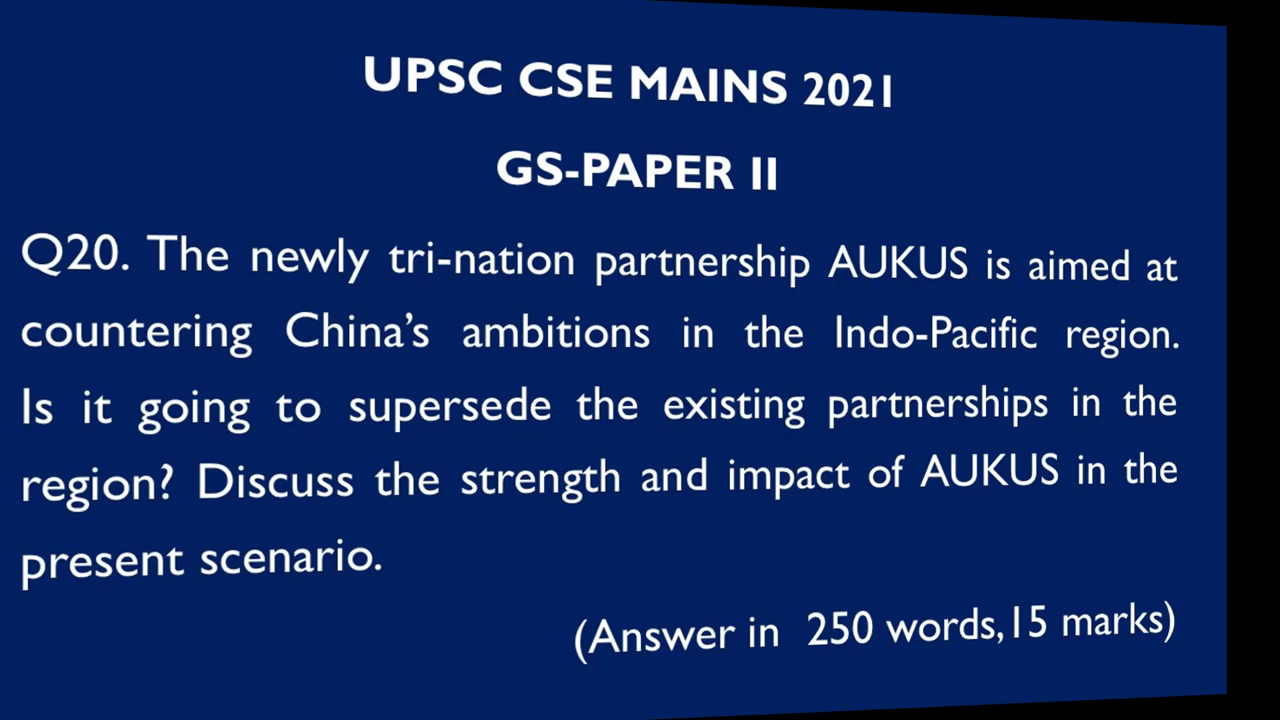 UPSC CSE MAINS 2021
GS-PAPER II
Q20. The newly tri-nation partnership AUKUS is aimed at
countering China's ambitions in the Indo-Pacific region.
Is it going to supersede the existing partnerships in the
region? Discuss the strength and impact of AUKUS in the
present scenario.
(Answer in 250 words,15 marks)